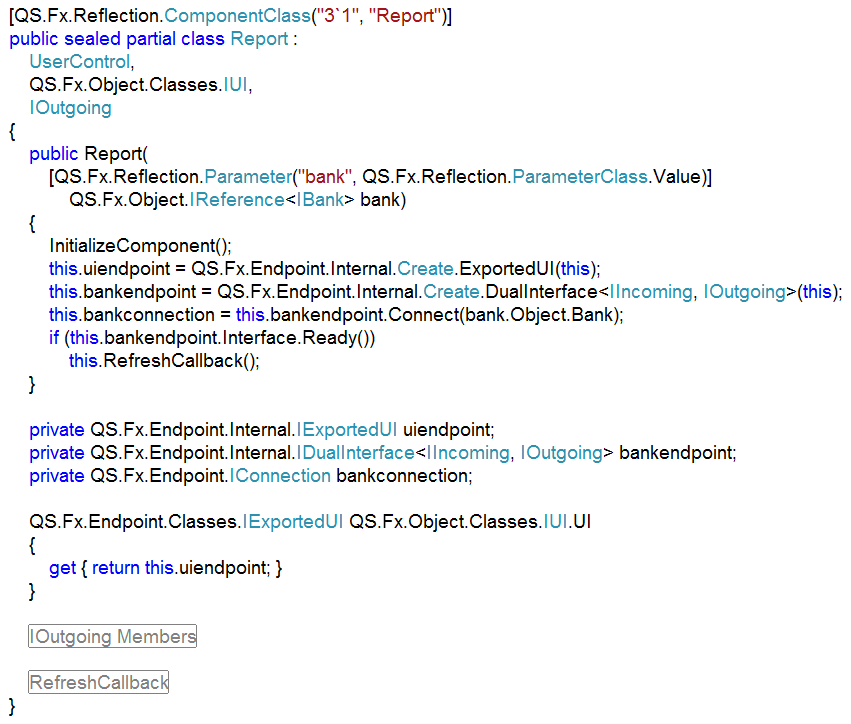 [QS.Fx.Reflection.ComponentClass("3`1", "Report")]
public sealed partial class Report :
UserControl,
QS.Fx.Object.Classes.IUI,
IOutgoing
{
public Report(
[QS.Fx.Reflection.Parameter("bank", QS.Fx.Reflection.ParameterClass.Value)]
QS.Fx.Object.IReference<IBank> bank)
{
InitializeComponent();
this.uiendpoint = QS.Fx.Endpoint.Internal.Create.ExportedUI(this);
this.bankendpoint = QS.Fx.Endpoint.Internal.Create.DualInterface<IIncoming, IOutgoing>(this);
this.bankconnection = this.bankendpoint.Connect(bank.Object.Bank);
if (this.bankendpoint.Interface.Ready())
this.RefreshCallback();
}
private QS.Fx.Endpoint.Internal.IExportedUI uiendpoint;
private QS.Fx.Endpoint.Internal.IDualInterface<IIncoming, IOutgoing> bankendpoint;
private QS.Fx.Endpoint.IConnection bankconnection;
QS.Fx.Endpoint.Classes.IExportedUI QS.Fx.Object.Classes.IUI.UI
{
get { return this.uiendpoint; }
}
IOutgoing Members
RefreshCallback
}